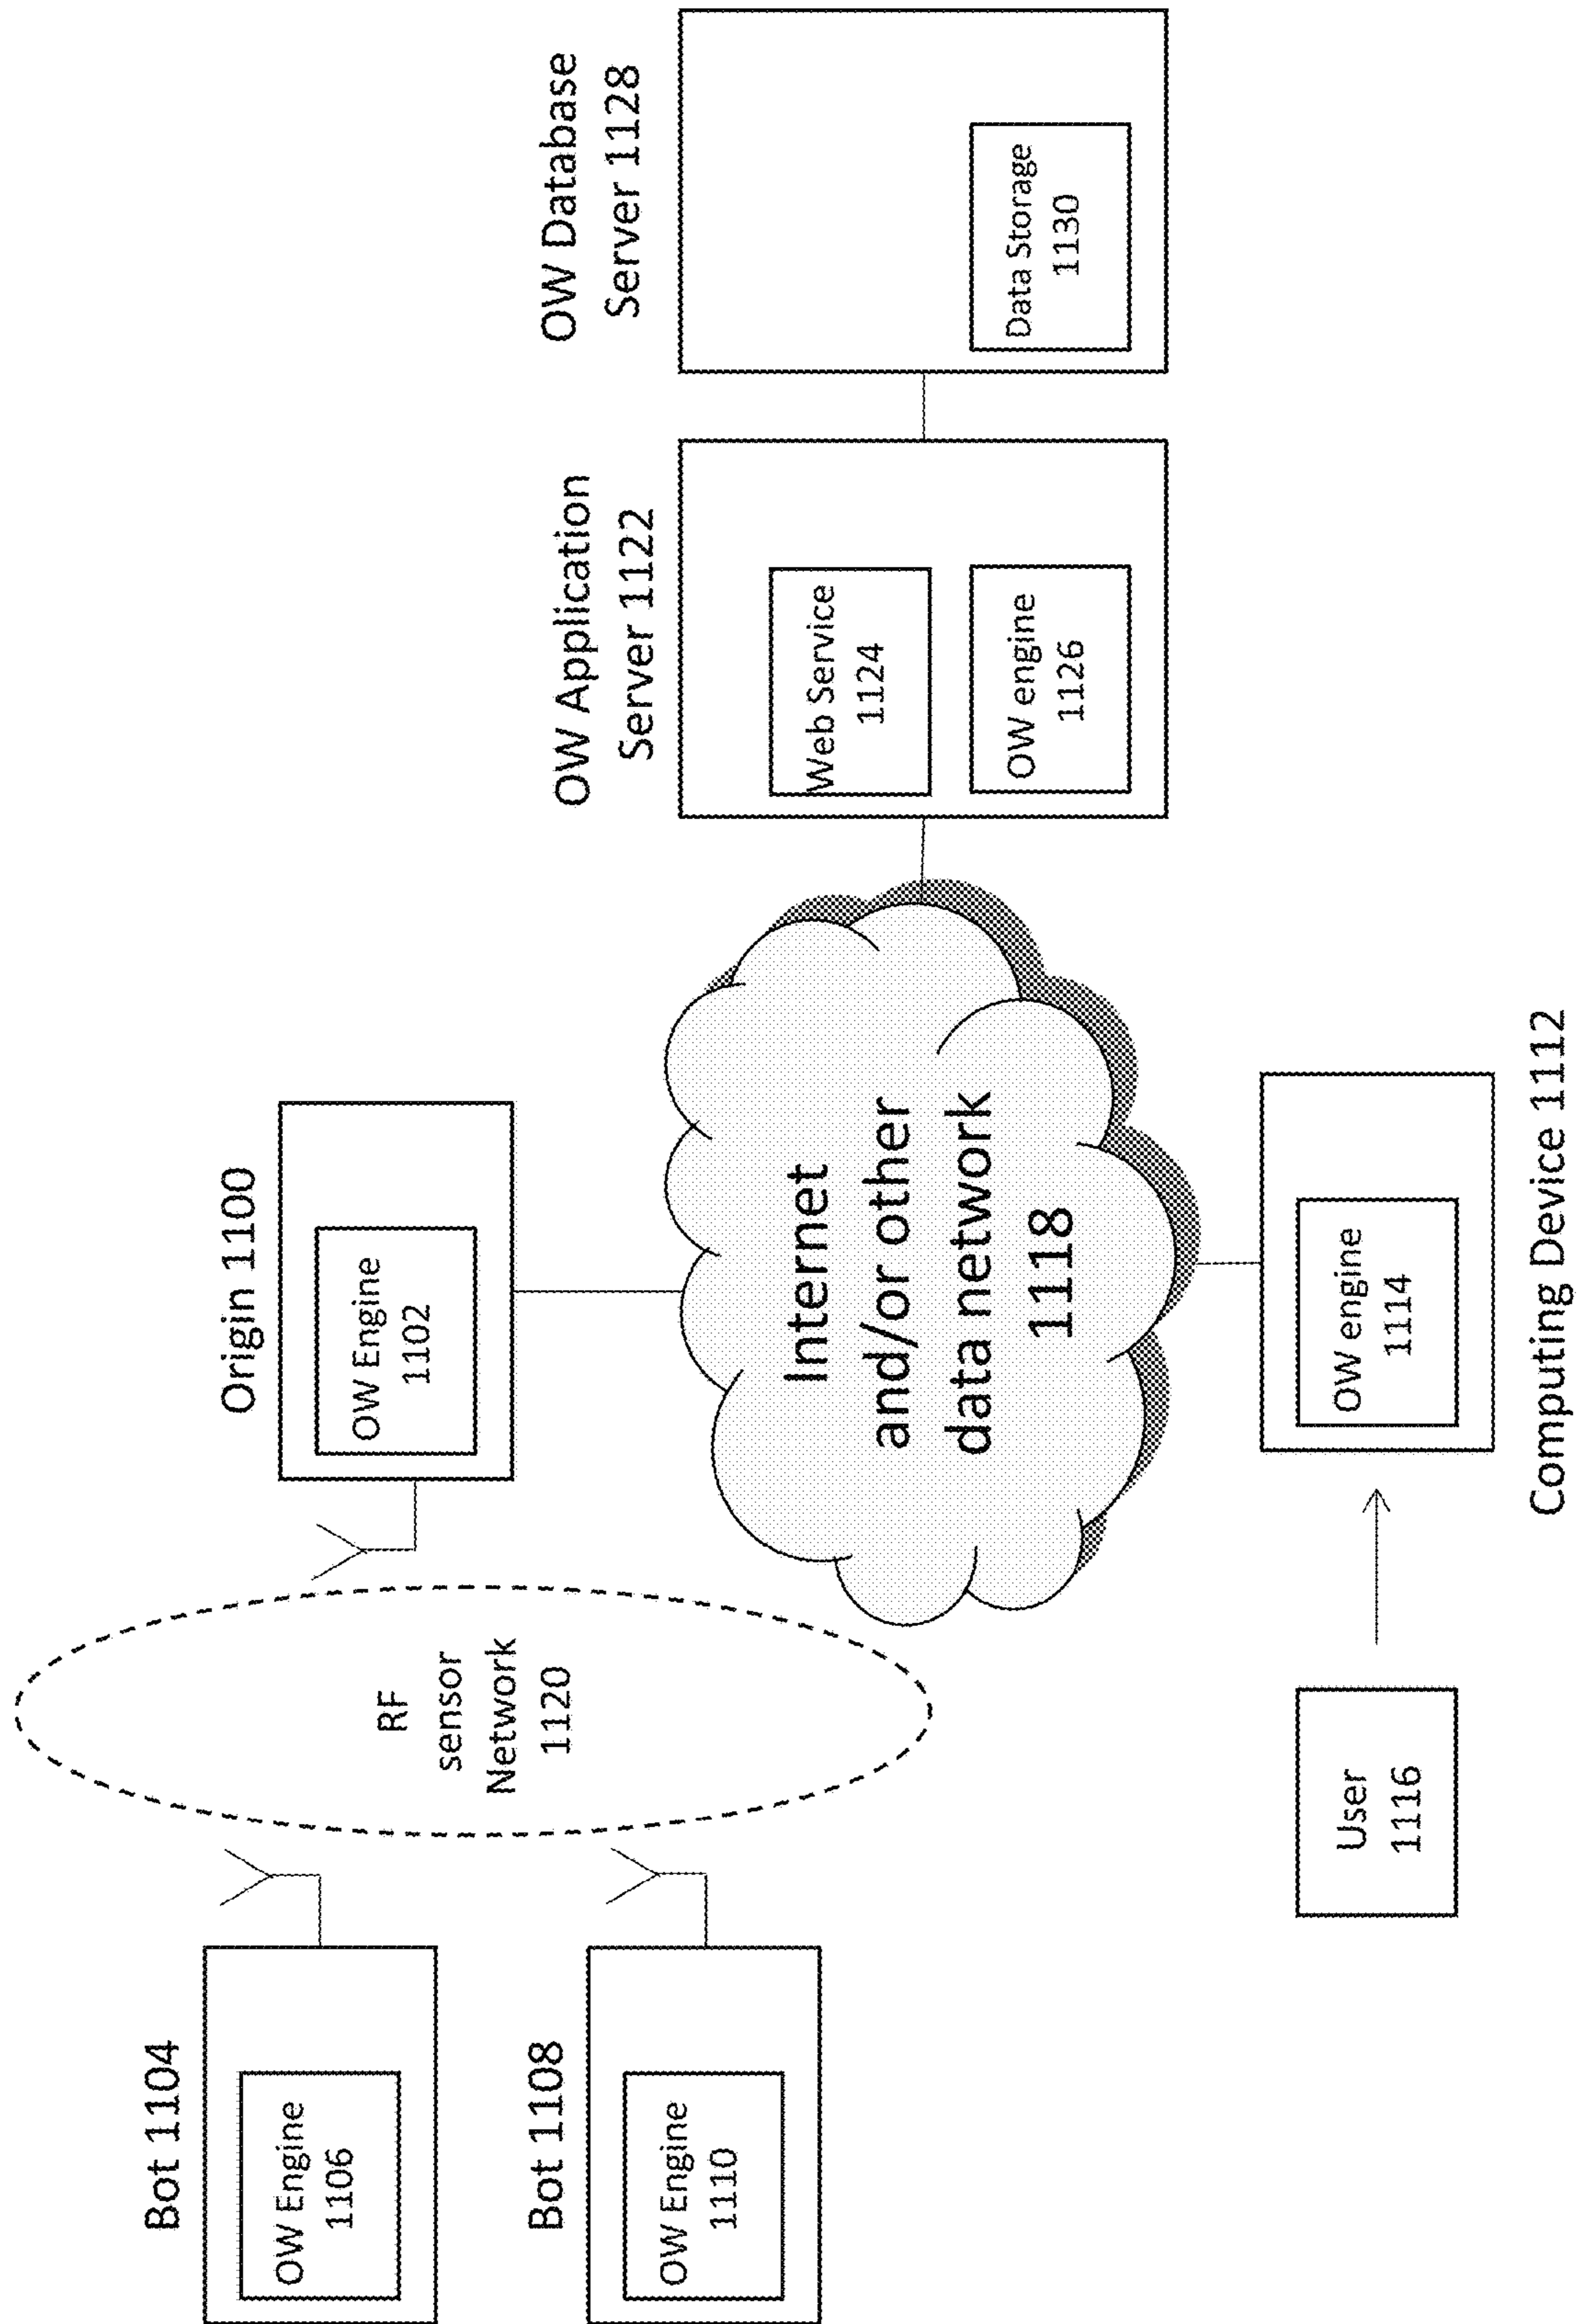 Bot 1104
OW Engine
1106
Bot 1108
OW Engine
1110
RF
sensor
Network
1120
Origin 1100
OW Engine
1102
Internet
and/or other
data network
1118
User
1116
OW engine
1114
Computing Device 1112
OW Application
Server 1122
Web Service
1124
OW engine
1126
OW Database
Server 1128
Data Storage
1130